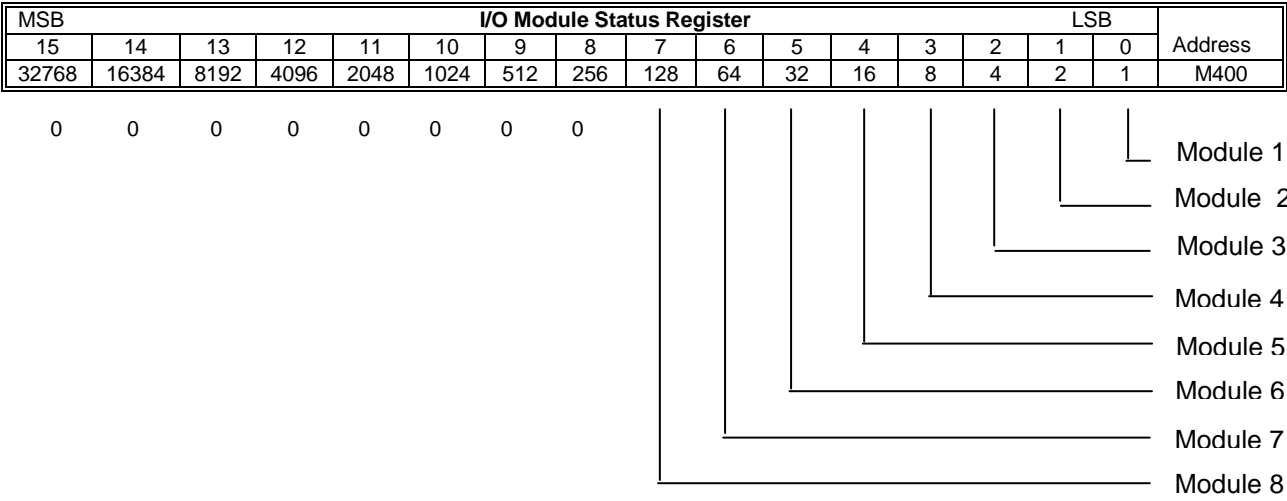 MSB I/O Module Status Register LSB
15 14 13 12 11 10 9 8 7 6 5 4 3 2 1 0 Address
32768 16384 8192 4096 2048 1024 512 256 128 64 32 16 8 4 2 1 M400
0 0 0 0 0 0 0 0
Module 1
Module 2
Module 3
Module 4
Module 5
Module 6
Module 7
Module 8